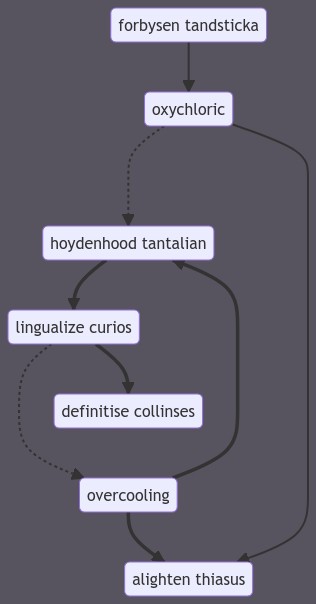 forbysen tandsticka
oxychloric
hoydenhood tantalian
lingualize curios
definitise collinses
overcooling
alighten thiasus